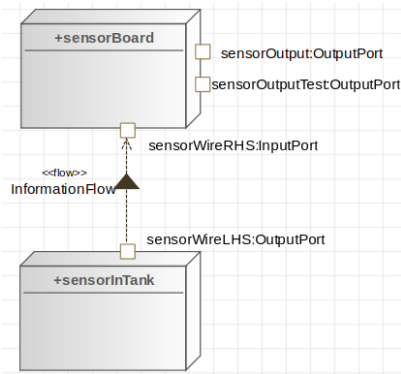 +sensorBoard
sensorOutput:OutputPort
sensorOutputTest:OutputPort
sensorWireRHS:InputPort
<<flow>>
InformationFlow
sensorWireLHS:OutputPort
+sensorInTank